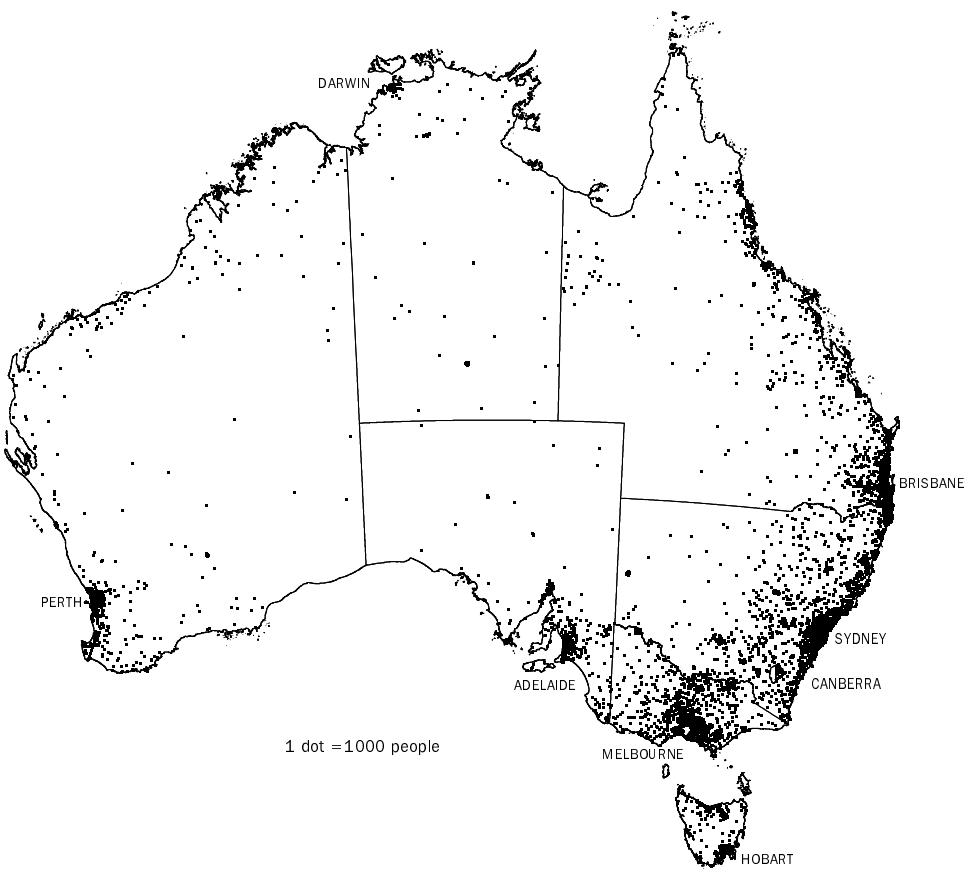 DARWIN
BRISBANE
PERTH
SYDNEY
ADELAIDE
CANBERRA
1 dot =1000 people
MELBOURNE
HOBART